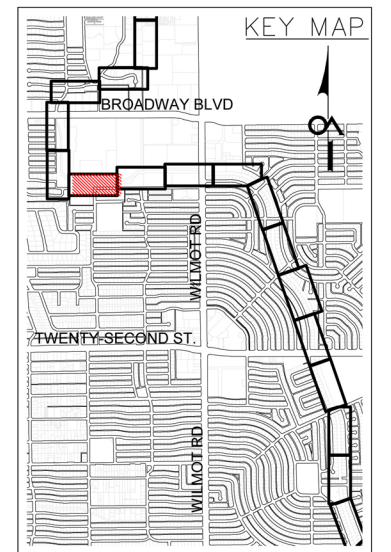 KEY MAP
BROADWAY BLVD
WILMOT RD
TWENTY-SECOND ST.
WILMOT RD